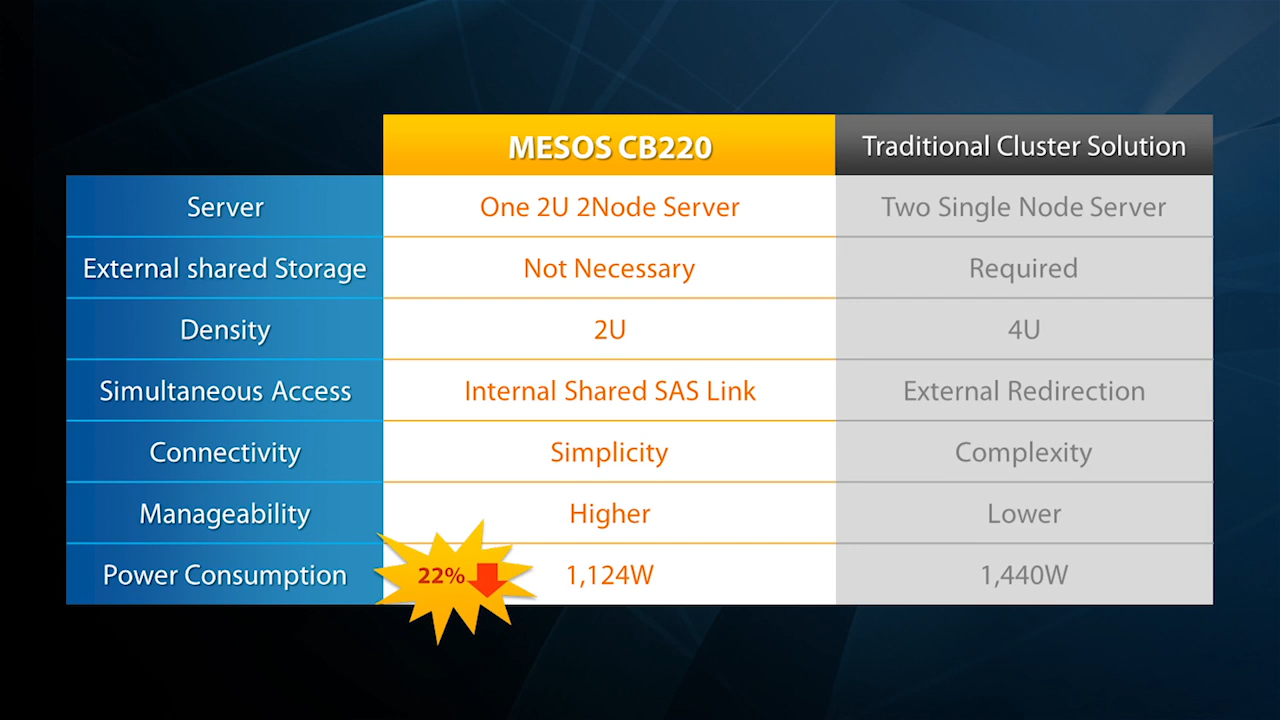 MESOS CB220 Traditional Cluster Solution
Server One 2U 2Node Server Two Single Node Server
External shared Storage Not Necessary Required
Density 2U 4U
Simultaneous Access Internal Shared SAS Link External Redirection
Connectivity Simplicity Complexity
Manageability Higher Lower
Power Consumption 22% 1,124W 1,440W